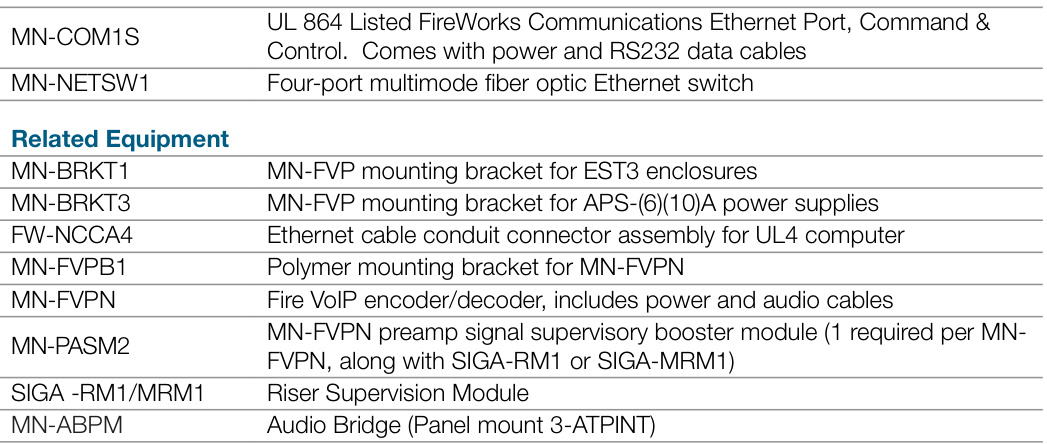 MN-COM1S UL 864 Listed FireWorks Communications Ethernet Port, Command &
Control. Comes with power and RS232 data cables
MN-NETSW1 Four-port multimode fiber optic Ethernet switch
Related Equipment
MN-BRKT1 MN-FVP mounting bracket for EST3 enclosures
MN-BRKT3 MN-FVP mounting bracket for APS-(6)(10)A power supplies
FW-NCCA4 Ethernet cable conduit connector assembly for UL4 computer
MN-FVPB1 Polymer mounting bracket for MN-FVPN
MN-FVPN Fire VoIP encoder/decoder, includes power and audio cables
MN-PASM2 MN-FVPN preamp signal supervisory booster module (1 required per MN-
FVPN, along with SIGA-RM1 or SIGA-MRM1)
SIGA -RM1/MRM1 Riser Supervision Module
MN-ABPM Audio Bridge (Panel mount 3-ATPINT)